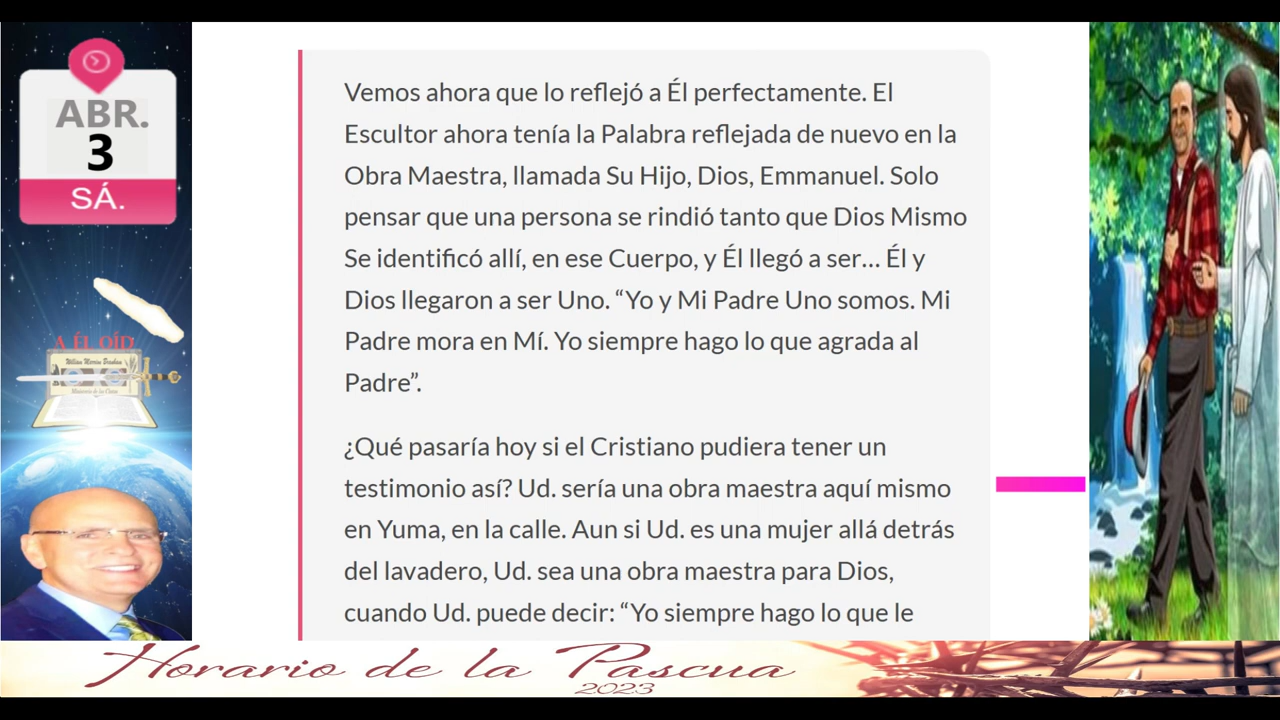 ABR.
3
SÁ.
A ÉL OÍD
William Marrion Branham
Vemos ahora que lo reflejó a Él perfectamente. El
Escultor ahora tenía la Palabra reflejada de nuevo en la
Obra Maestra, llamada Su Hijo, Dios, Emmanuel. Solo
pensar que una persona se rindió tanto que Dios Mismo
Se identificó allí, en ese Cuerpo, y Él llegó a ser... Él y
Dios llegaron a ser Uno. “Yo y Mi Padre Uno somos. Mi
Padre mora en Mí. Yo siempre hago lo que agrada al
Padre”.
¿Qué pasaría hoy si el Cristiano pudiera tener un
testimonio así? Ud. sería una obra maestra aquí mismo
en Yuma, en la calle. Aun si Ud. es una mujer allá detrás
del lavadero, Ud. sea una obra maestra para Dios,
cuando Ud. puede decir: “Yo siempre hago lo que le
Horario de la Pascua
2023